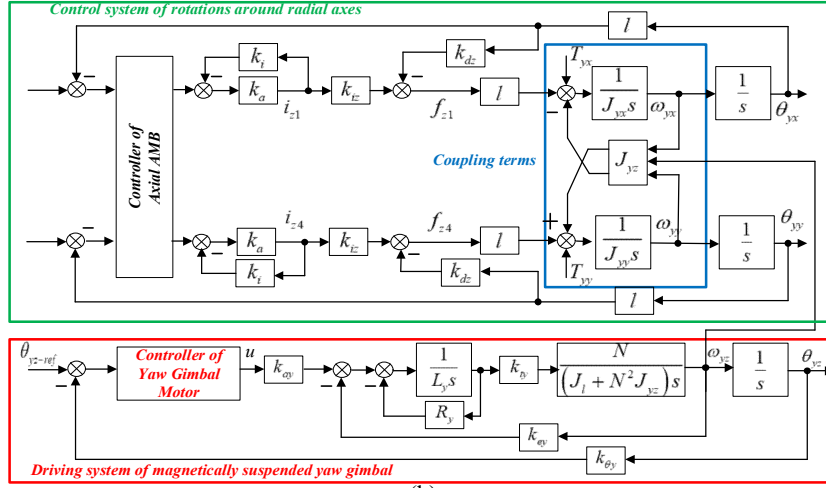 Control system of rotations around radial axes
l
k_i
k_dz
T_yx
k_a
k_iz
l
1/(J_yx s)
ω_yx
1/s
θ_yx
i_z1
f_z1
−
Controller of Axial AMB
Coupling terms
J_yz
i_z4
f_z4
+
ω_yy
θ_yy
k_a
k_iz
l
1/(J_yy s)
1/s
k_i
k_dz
T_yy
l
θ_yz-ref
Controller of Yaw Gimbal Motor
u
k_ay
1/(L_y s)
k_ty
N/((J_l + N²J_yz)s)
ω_yz
1/s
θ_yz
R_y
k_ey
k_θy
Driving system of magnetically suspended yaw gimbal